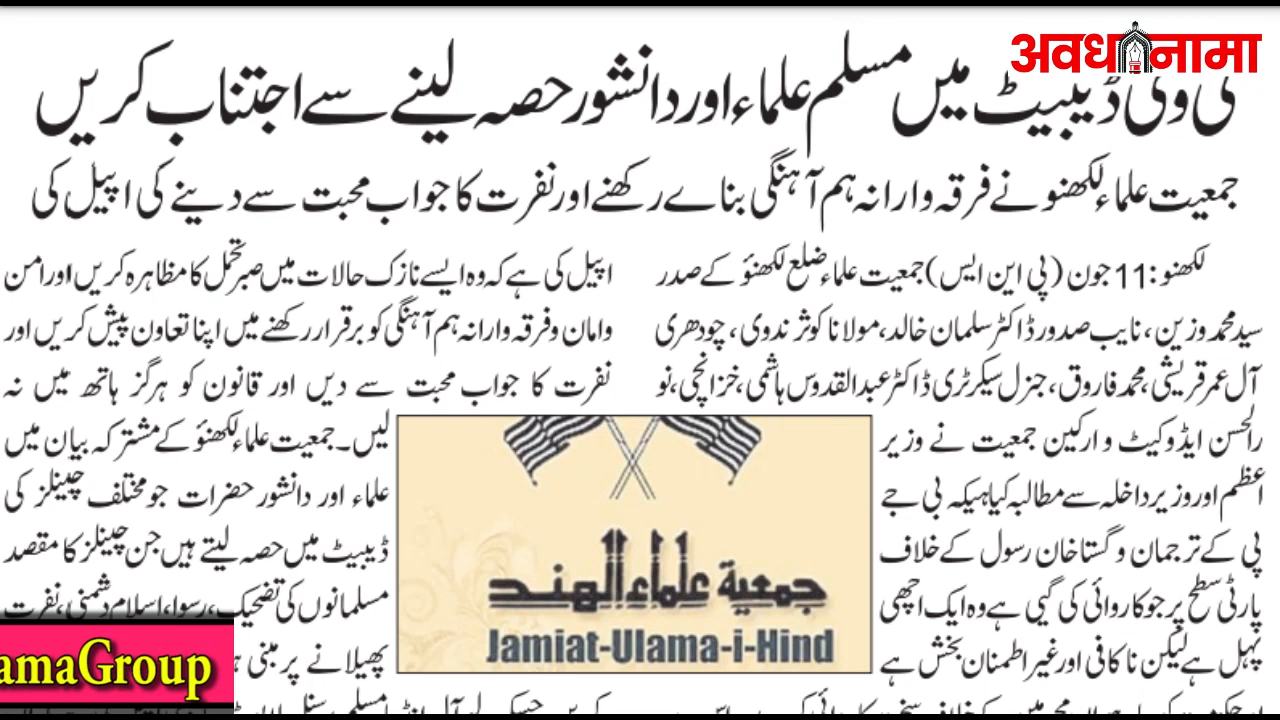 अवधनामा
ٹی وی ڈیبیٹ میں مسلم علماء اور دانشور حصہ لینے سے اجتناب کریں
جمعیت علماء لکھنو نے فرقہ وارانہ ہم آہنگی بناے رکھنے اور نفرت کا جواب محبت سے دینے کی اپیل کی
لکھنو: 11 جون (پی این ایس) جمعیت علماء ضلع لکھنؤ کے صدر
سید محمد وزین، نایب صدور ڈاکٹر سلمان خالد، مولانا کوثر ندوی، چودھری
آل عمر قریشی، محمد فاروق، جنرل سیکرٹری ڈاکٹر عبدالقدوس ہاشمی، خزانچی، نو
رالحسن ایڈوکیٹ و ارکین جمعیت نے وزیر
اعظم اور وزیر داخلہ سے مطالبہ کیا ہیکہ بی جے
پی کے ترجمان و گستاخان رسول کے خلاف
پارٹی سطح پر جو کاروائی کی گیی ہے وہ ایک اچھی
پہل ہے لیکن ناکافی اور غیر اطمنان بخش ہے
اپیل کی ہے کہ وہ ایسے نازک حالات میں صبر تحمل کا مظاہرہ کریں اور امن
وامان و فرقہ وارانہ ہم آہنگی کو برقرار رکھنے میں اپنا تعاون پیش کریں اور
نفرت کا جواب محبت سے دیں اور قانون کو ہرگز ہاتھ میں نہ
لیں۔ جمعیت علماء لکھنؤ کے مشترکہ بیان میں
علماء اور دانشور حضرات جو مختلف چینلز کی
ڈیبیٹ میں حصہ لیتے ہیں جن چینلز کا مقصد
مسلمانوں کی تضحیک، رسوا، اسلام دشمنی، نفرت
پھیلانے پر مبنی
جمعية علماء الهند
Jamiat-Ulama-i-Hind
amaGroup